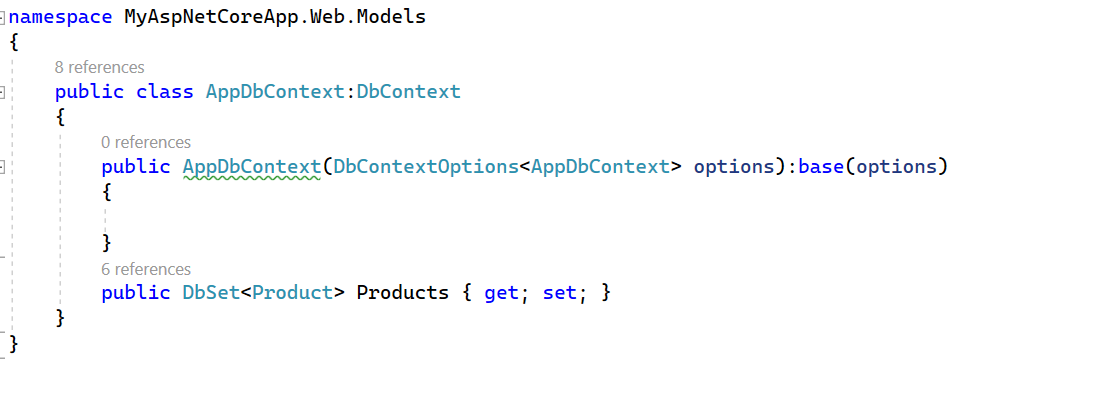 namespace MyAspNetCoreApp.Web.Models
{
8 references
public class AppDbContext:DbContext
{
0 references
public AppDbContext(DbContextOptions<AppDbContext> options):base(options)
{
}
6 references
public DbSet<Product> Products { get; set; }
}
}